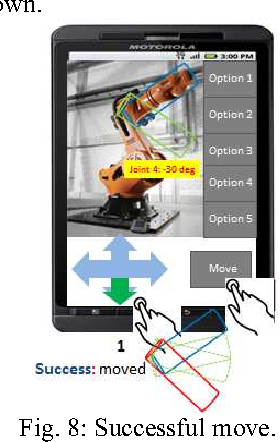 own.
MOTOROLA
3:00 PM
Option 1
Option 2
Option 3
Option 4
Option 5
Joint 4: -30 deg
Move
1
Success: moved
Fig. 8: Successful move.